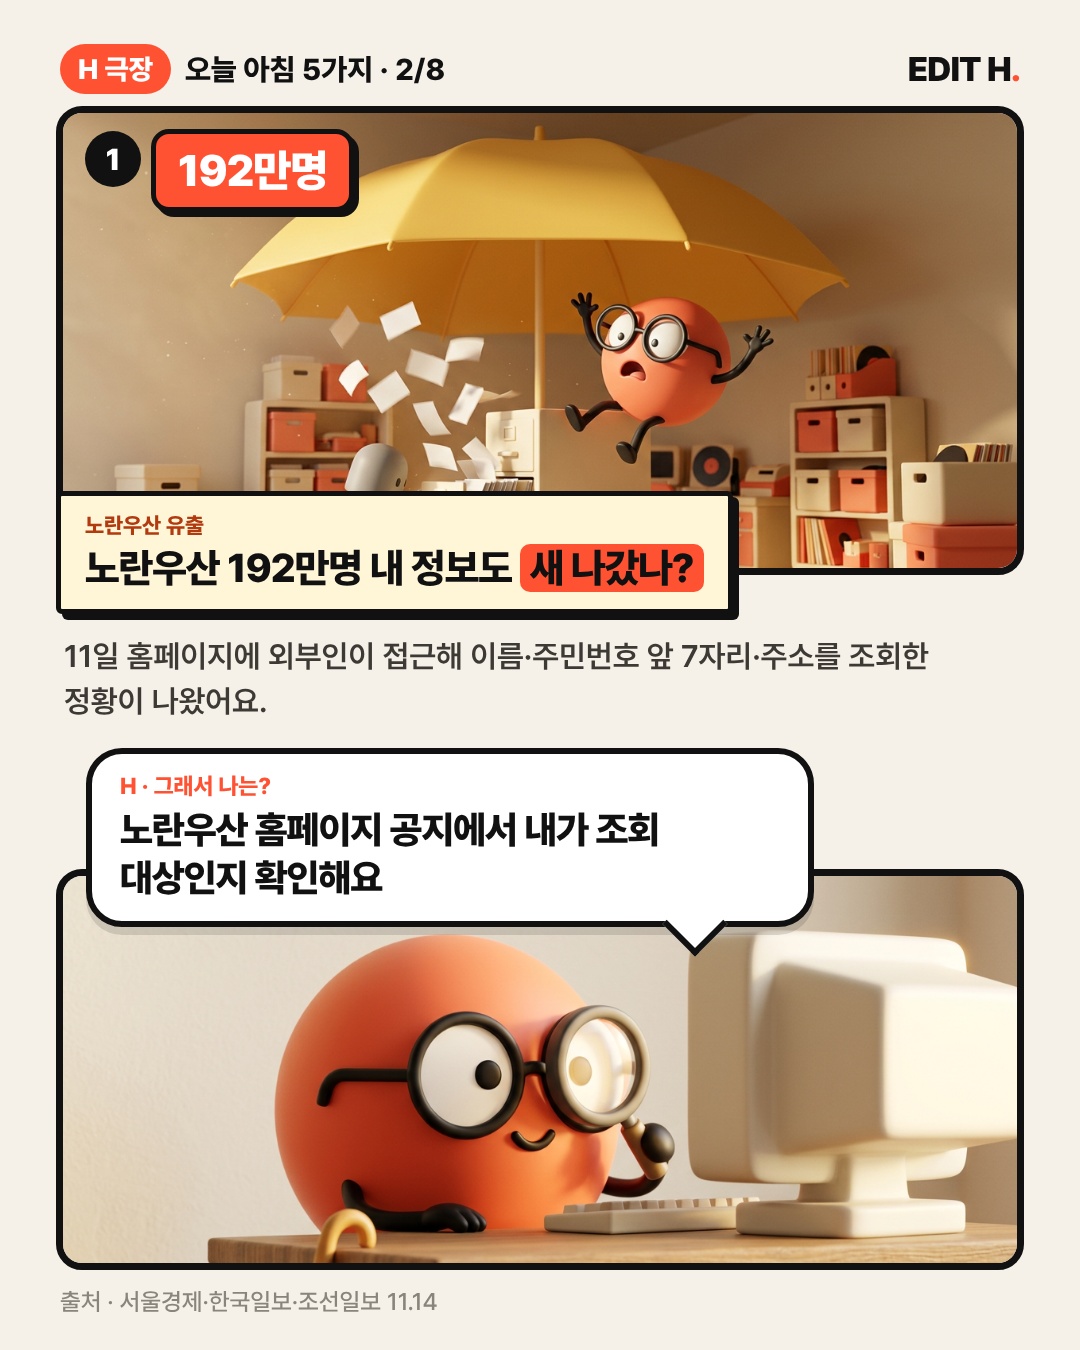 H 극장 오늘 아침 5가지 · 2/8
EDIT H.
1
192만명
노란우산 유출
노란우산 192만명 내 정보도 새 나갔나?
11일 홈페이지에 외부인이 접근해 이름·주민번호 앞 7자리·주소를 조회한
정황이 나왔어요.
H · 그래서 나는?
노란우산 홈페이지 공지에서 내가 조회
대상인지 확인해요
출처 · 서울경제·한국일보·조선일보 11.14